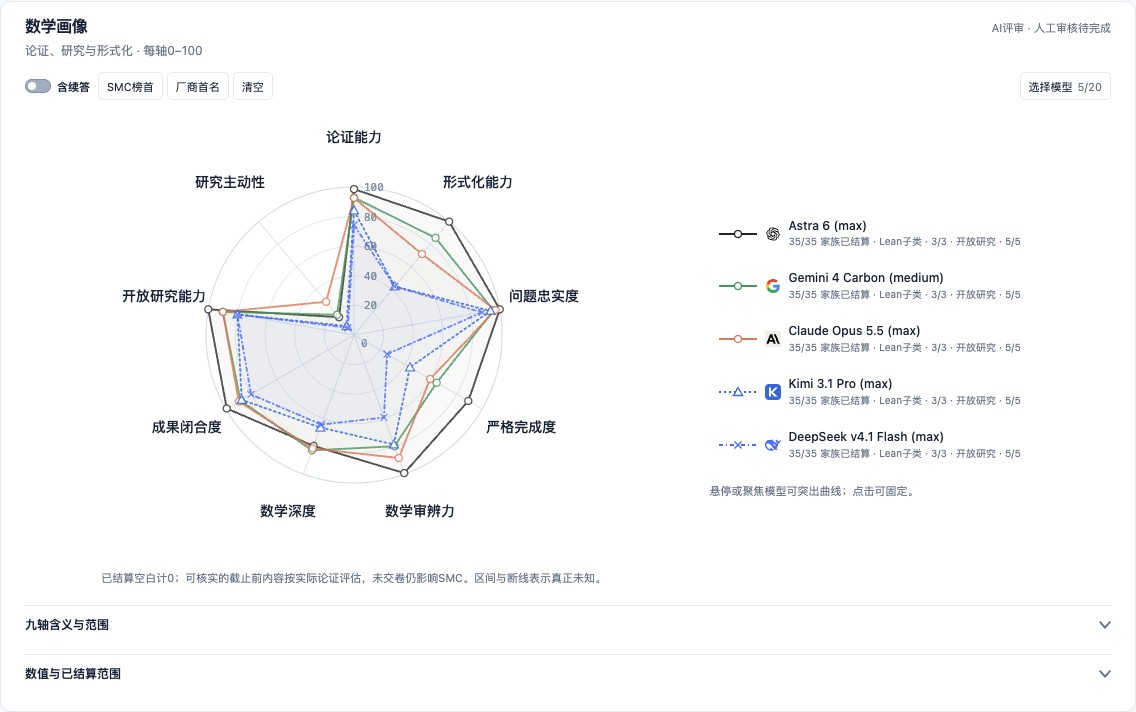 数学画像
AI评审 · 人工审核待完成
论证、研究与形式化 · 每轴0–100
含续答
SMC榜首
厂商首名
清空
选择模型 5/20
论证能力
研究主动性
形式化能力
100
80
60
40
20
0
开放研究能力
问题忠实度
成果闭合度
严格完成度
数学深度
数学审辨力
Astra 6 (max)
35/35 家族已结算 · Lean子类 · 3/3 · 开放研究 · 5/5
Gemini 4 Carbon (medium)
35/35 家族已结算 · Lean子类 · 3/3 · 开放研究 · 5/5
Claude Opus 5.5 (max)
35/35 家族已结算 · Lean子类 · 3/3 · 开放研究 · 5/5
Kimi 3.1 Pro (max)
35/35 家族已结算 · Lean子类 · 3/3 · 开放研究 · 5/5
DeepSeek v4.1 Flash (max)
35/35 家族已结算 · Lean子类 · 3/3 · 开放研究 · 5/5
悬停或聚焦模型可突出曲线；点击可固定。
已结算空白计0；可核实的截止前内容按实际论证评估，未交卷仍影响SMC。区间与断线表示真正未知。
九轴含义与范围
数值与已结算范围